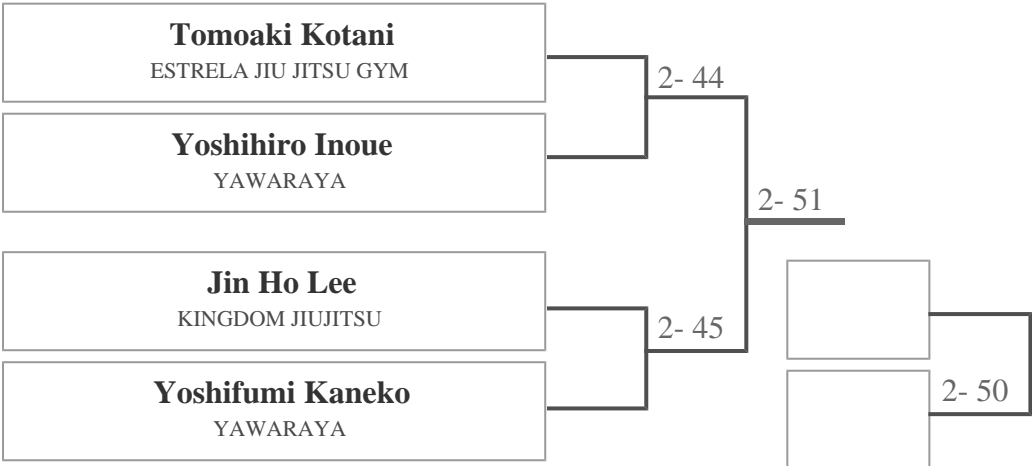 Tomoaki Kotani
ESTRELA JIU JITSU GYM
2- 44
Yoshihiro Inoue
YAWARAYA
2- 51
Jin Ho Lee
KINGDOM JIUJITSU
2- 45
Yoshifumi Kaneko
YAWARAYA
2- 50